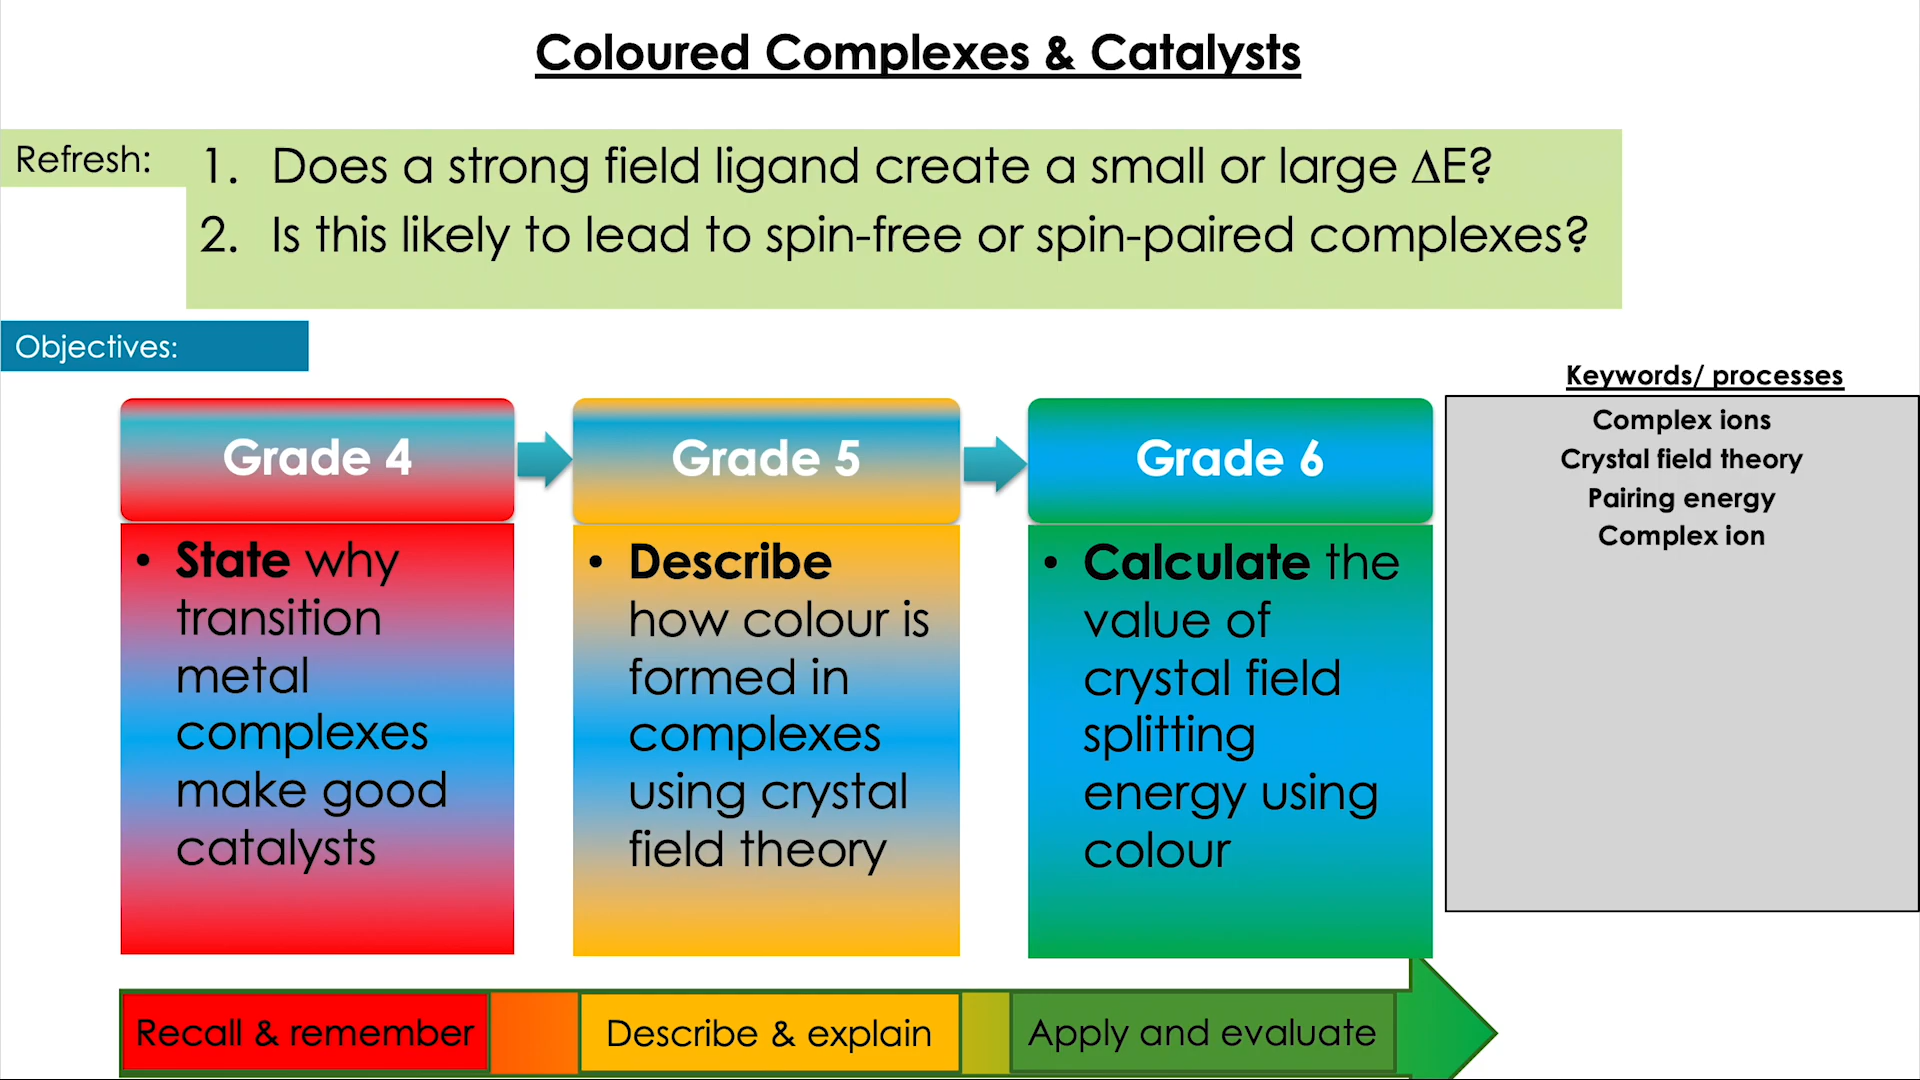 Coloured Complexes & Catalysts
Refresh:
1. Does a strong field ligand create a small or large ΔE?
2. Is this likely to lead to spin-free or spin-paired complexes?
Objectives:
Grade 4
• State why
transition
metal
complexes
make good
catalysts
Grade 5
• Describe
how colour is
formed in
complexes
using crystal
field theory
Grade 6
• Calculate the
value of
crystal field
splitting
energy using
colour
Keywords/ processes
Complex ions
Crystal field theory
Pairing energy
Complex ion
Recall & remember
Describe & explain
Apply and evaluate